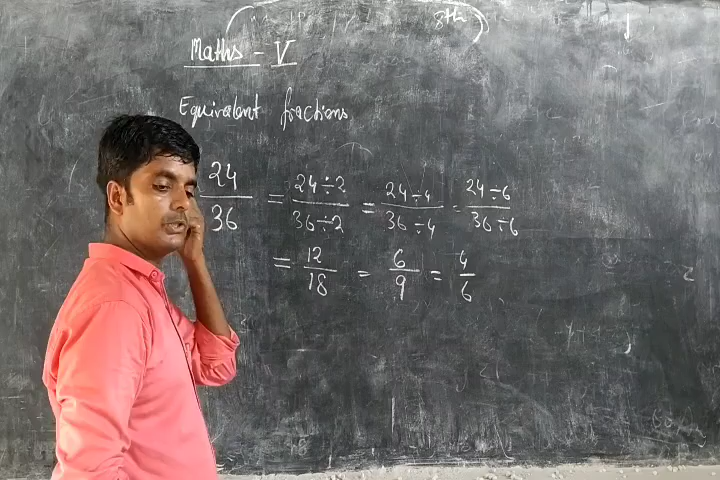 8th
Maths - V
Equivalent fractions
24/36 = 24÷2/36÷2 = 24÷4/36÷4 = 24÷6/36÷6
= 12/18 = 6/9 = 4/6